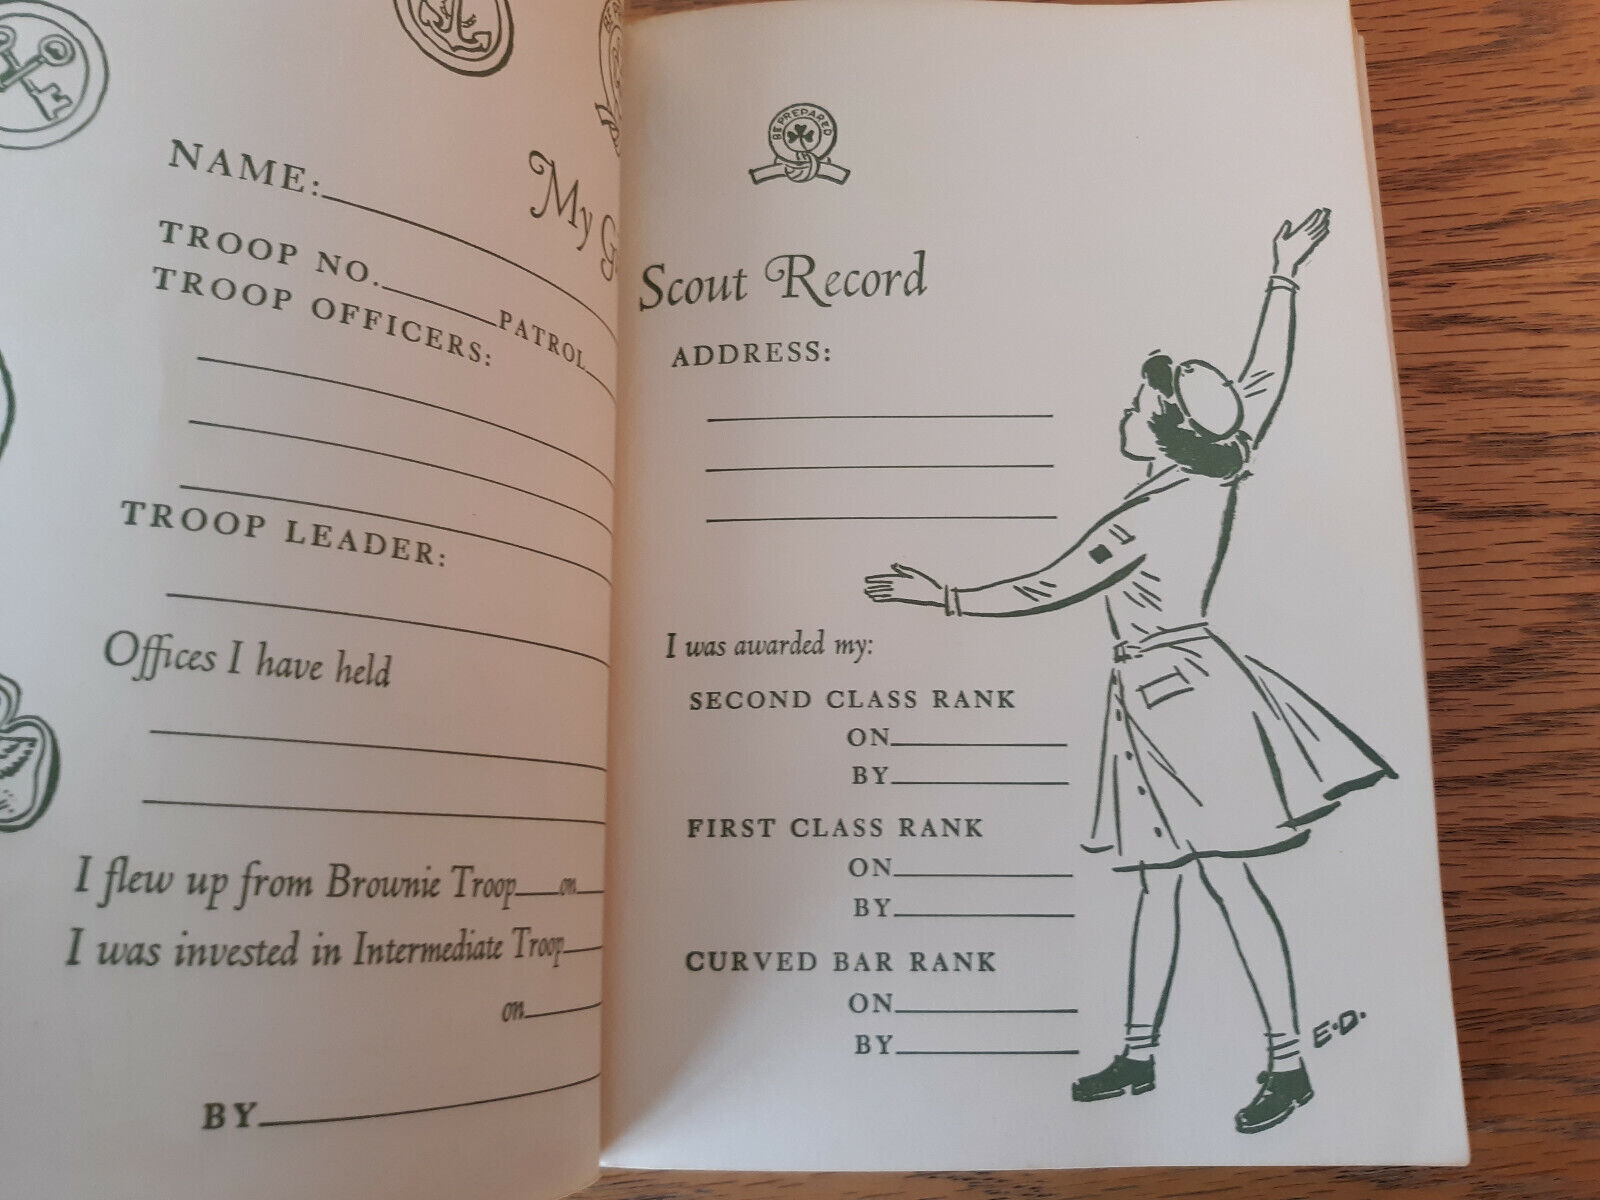 NAME:
TROOP NO. PATROL
TROOP OFFICERS:
TROOP LEADER:
Offices I have held
I flew up from Brownie Troop on
I was invested in Intermediate Troop
on
BY
My G
BE PREPARED
Scout Record
ADDRESS:
I was awarded my:
SECOND CLASS RANK
ON
BY
FIRST CLASS RANK
ON
BY
CURVED BAR RANK
ON
BY
E.D.